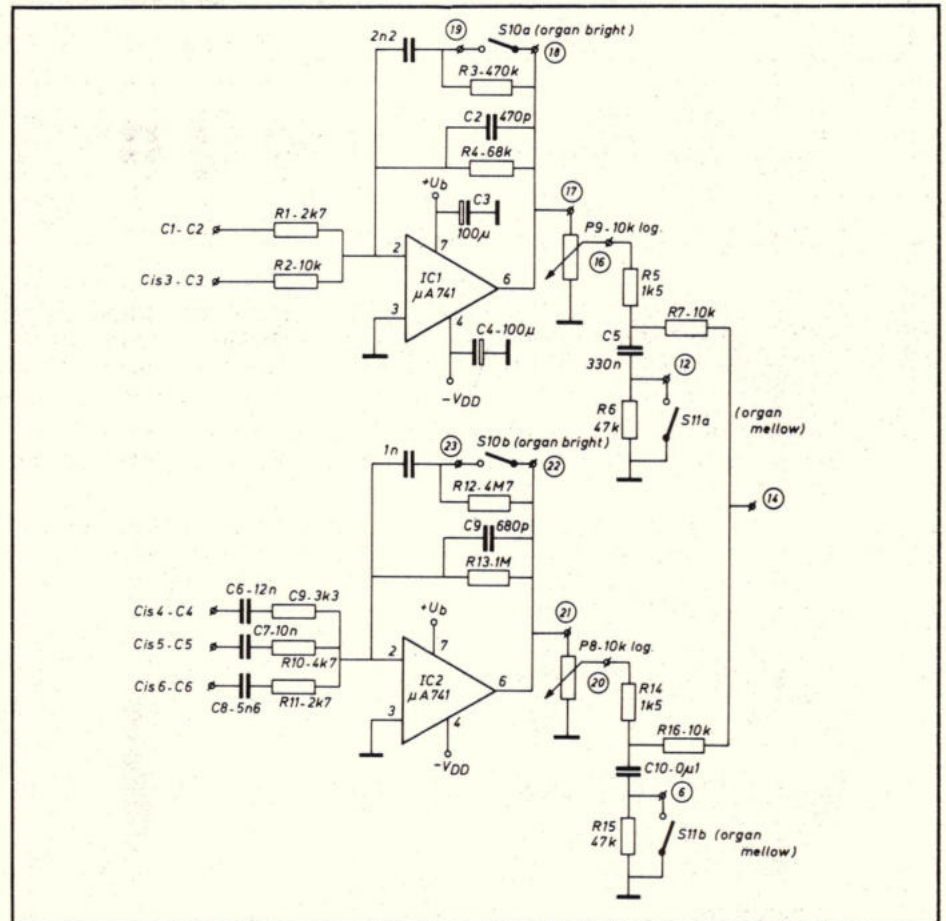 2n2
19
S10a (organ bright)
18
R3-470k
C2 470p
R4-68k
+Ub
C3
100µ
17
P9-10k log.
16
C1-C2
R1-2k7
Cis3-C3
R2-10k
2
7
IC1
µA741
6
3
4
C4-100µ
-VDD
R5
1k5
R7-10k
C5
330n
12
R6
47k
S11a
(organ
mellow)
14
1n
23
S10b (organ bright)
22
R12-4M7
C9 680p
R13-1M
+Ub
21
P8-10k log.
20
Cis4-C4
C6-12n
C9-3k3
Cis5-C5
C7-10n
R10-4k7
Cis6-C6
C8-5n6
R11-2k7
2
7
IC2
µA741
6
3
4
-VDD
R14
1k5
R16-10k
C10-0µ1
6
R15
47k
S11b (organ
mellow)